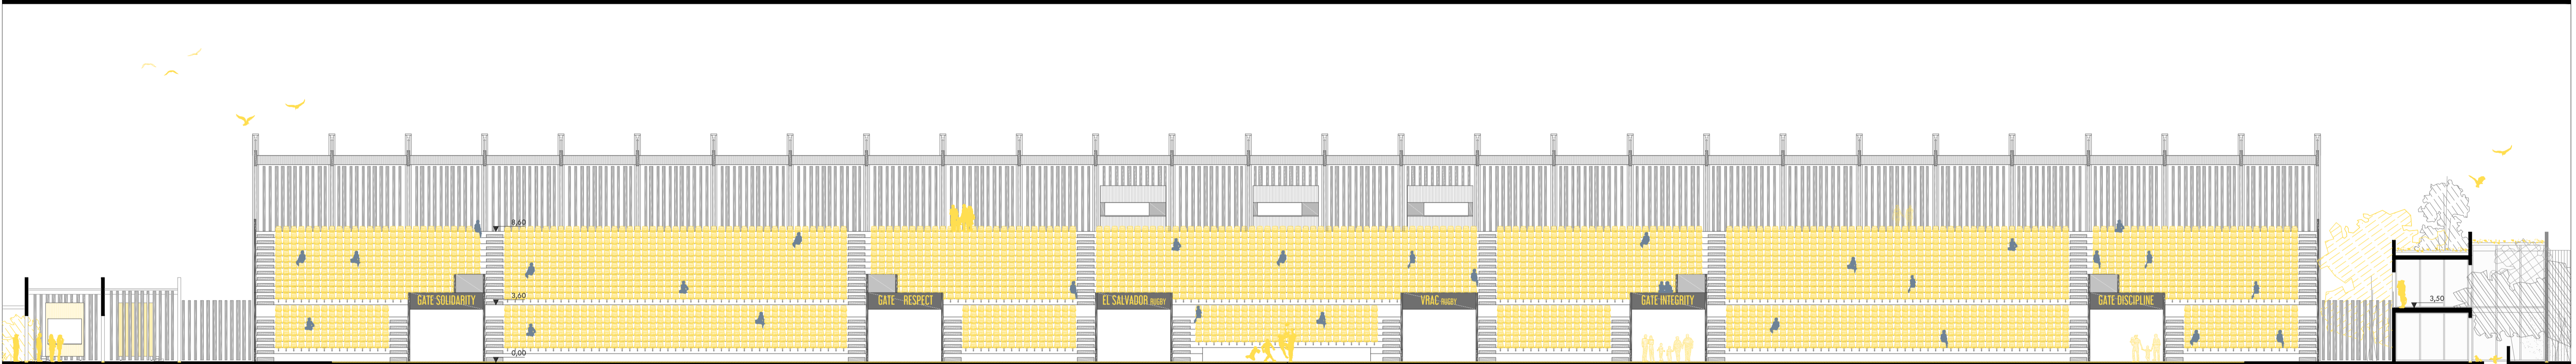 8,60
GATE SOLIDARITY
GATE RESPECT
EL SALVADOR RUGBY
VRAC RUGBY
GATE INTEGRITY
GATE DISCIPLINE
3,60
3,50
0,00